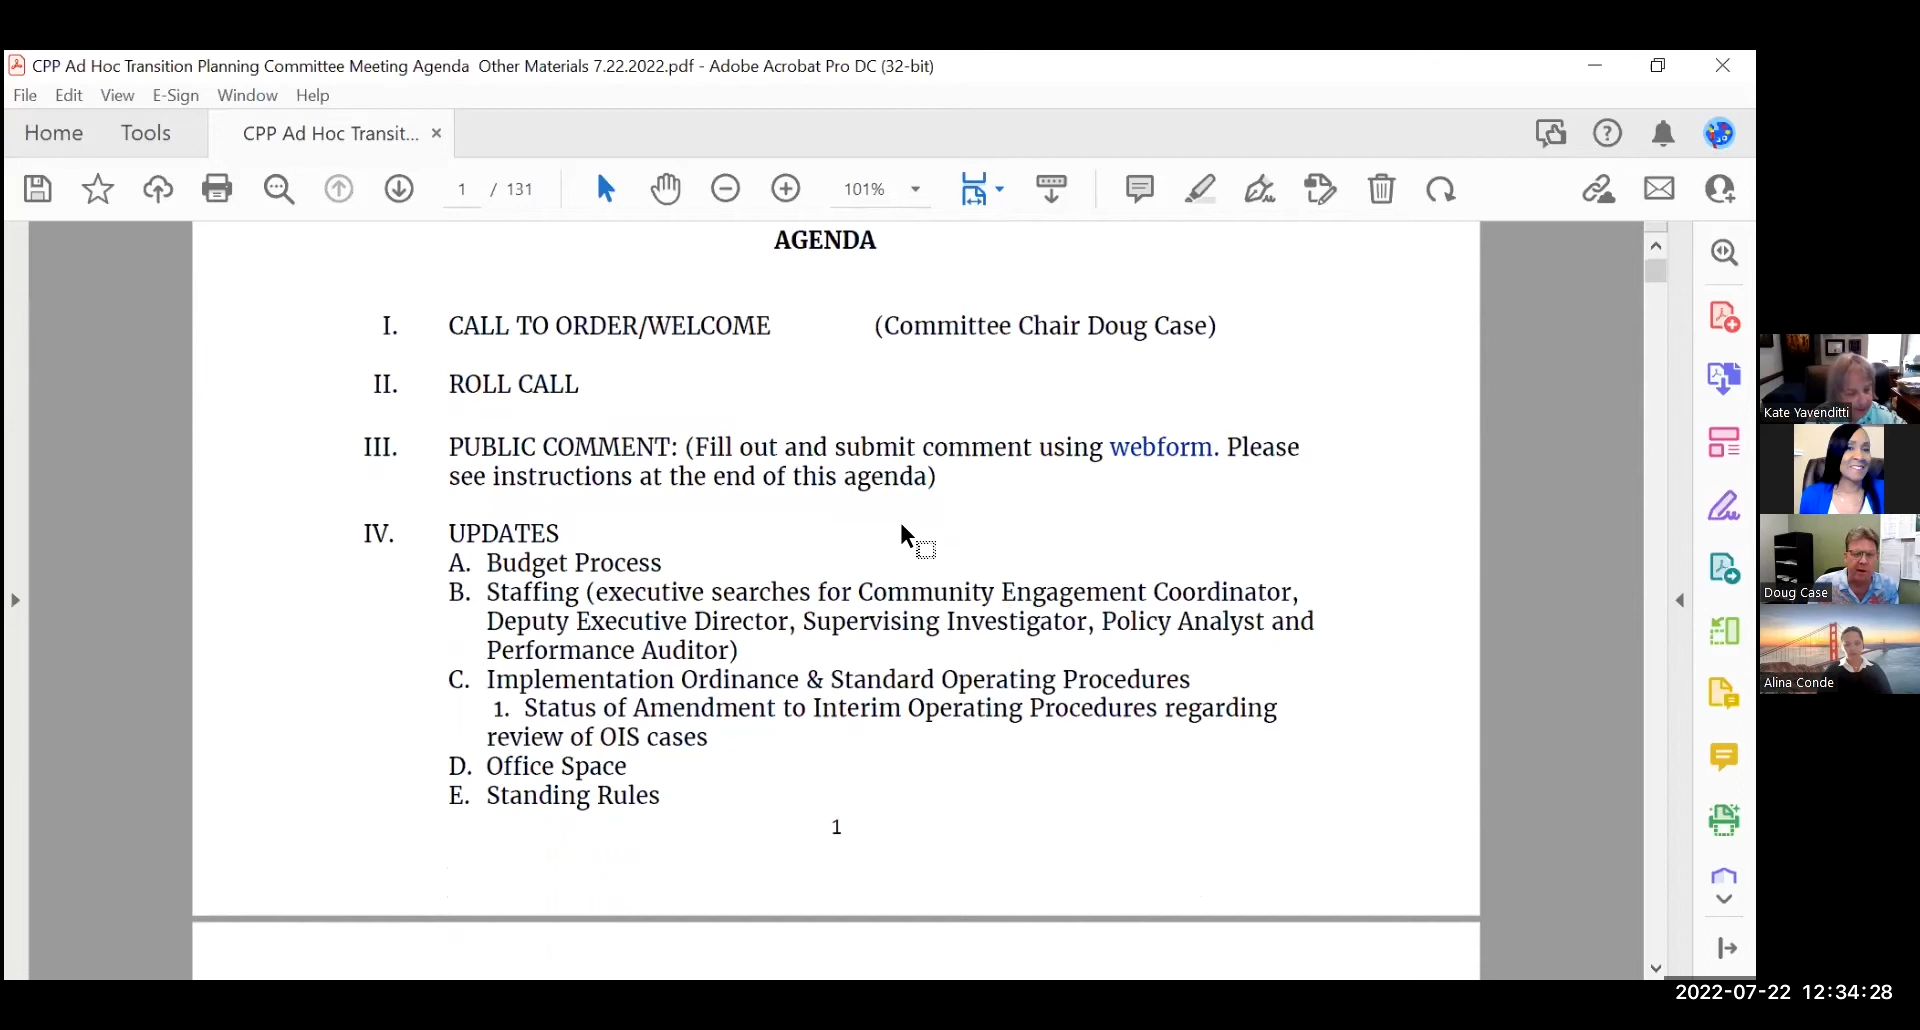 CPP Ad Hoc Transition Planning Committee Meeting Agenda  Other Materials 7.22.2022.pdf - Adobe Acrobat Pro DC (32-bit)
File Edit View E-Sign Window Help
Home Tools CPP Ad Hoc Transit... ×
1 / 131 101%
AGENDA
I. CALL TO ORDER/WELCOME (Committee Chair Doug Case)
II. ROLL CALL
III. PUBLIC COMMENT: (Fill out and submit comment using webform. Please
see instructions at the end of this agenda)
IV. UPDATES
A. Budget Process
B. Staffing (executive searches for Community Engagement Coordinator,
Deputy Executive Director, Supervising Investigator, Policy Analyst and
Performance Auditor)
C. Implementation Ordinance & Standard Operating Procedures
1. Status of Amendment to Interim Operating Procedures regarding
review of OIS cases
D. Office Space
E. Standing Rules
1
Kate Yavenditti
Doug Case
Alina Conde
2022-07-22 12:34:28